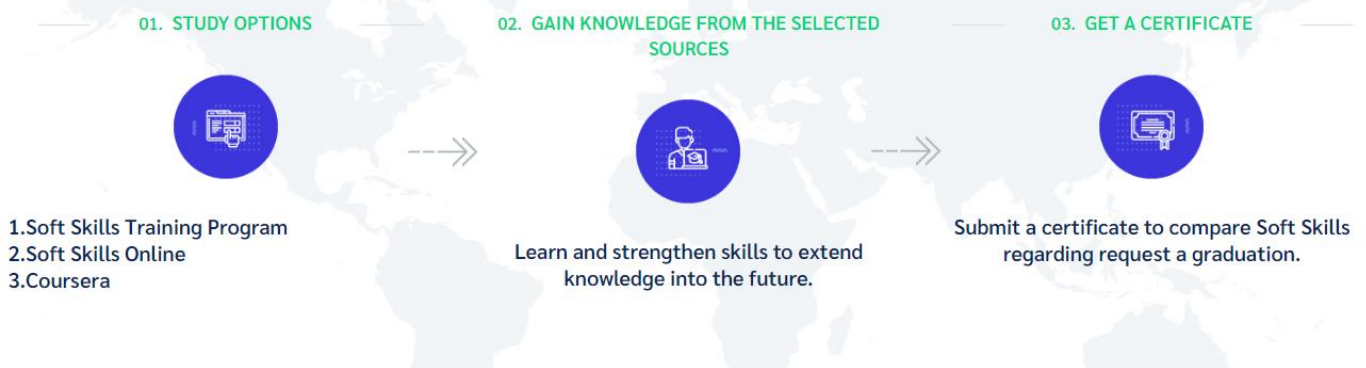 01. STUDY OPTIONS
1.Soft Skills Training Program
2.Soft Skills Online
3.Coursera
02. GAIN KNOWLEDGE FROM THE SELECTED
SOURCES
Learn and strengthen skills to extend
knowledge into the future.
03. GET A CERTIFICATE
Submit a certificate to compare Soft Skills
regarding request a graduation.